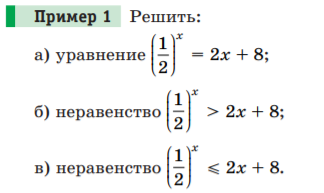 Пример 1 Решить:
а) уравнение (1/2)^x = 2x + 8;
б) неравенство (1/2)^x > 2x + 8;
в) неравенство (1/2)^x ⩽ 2x + 8.